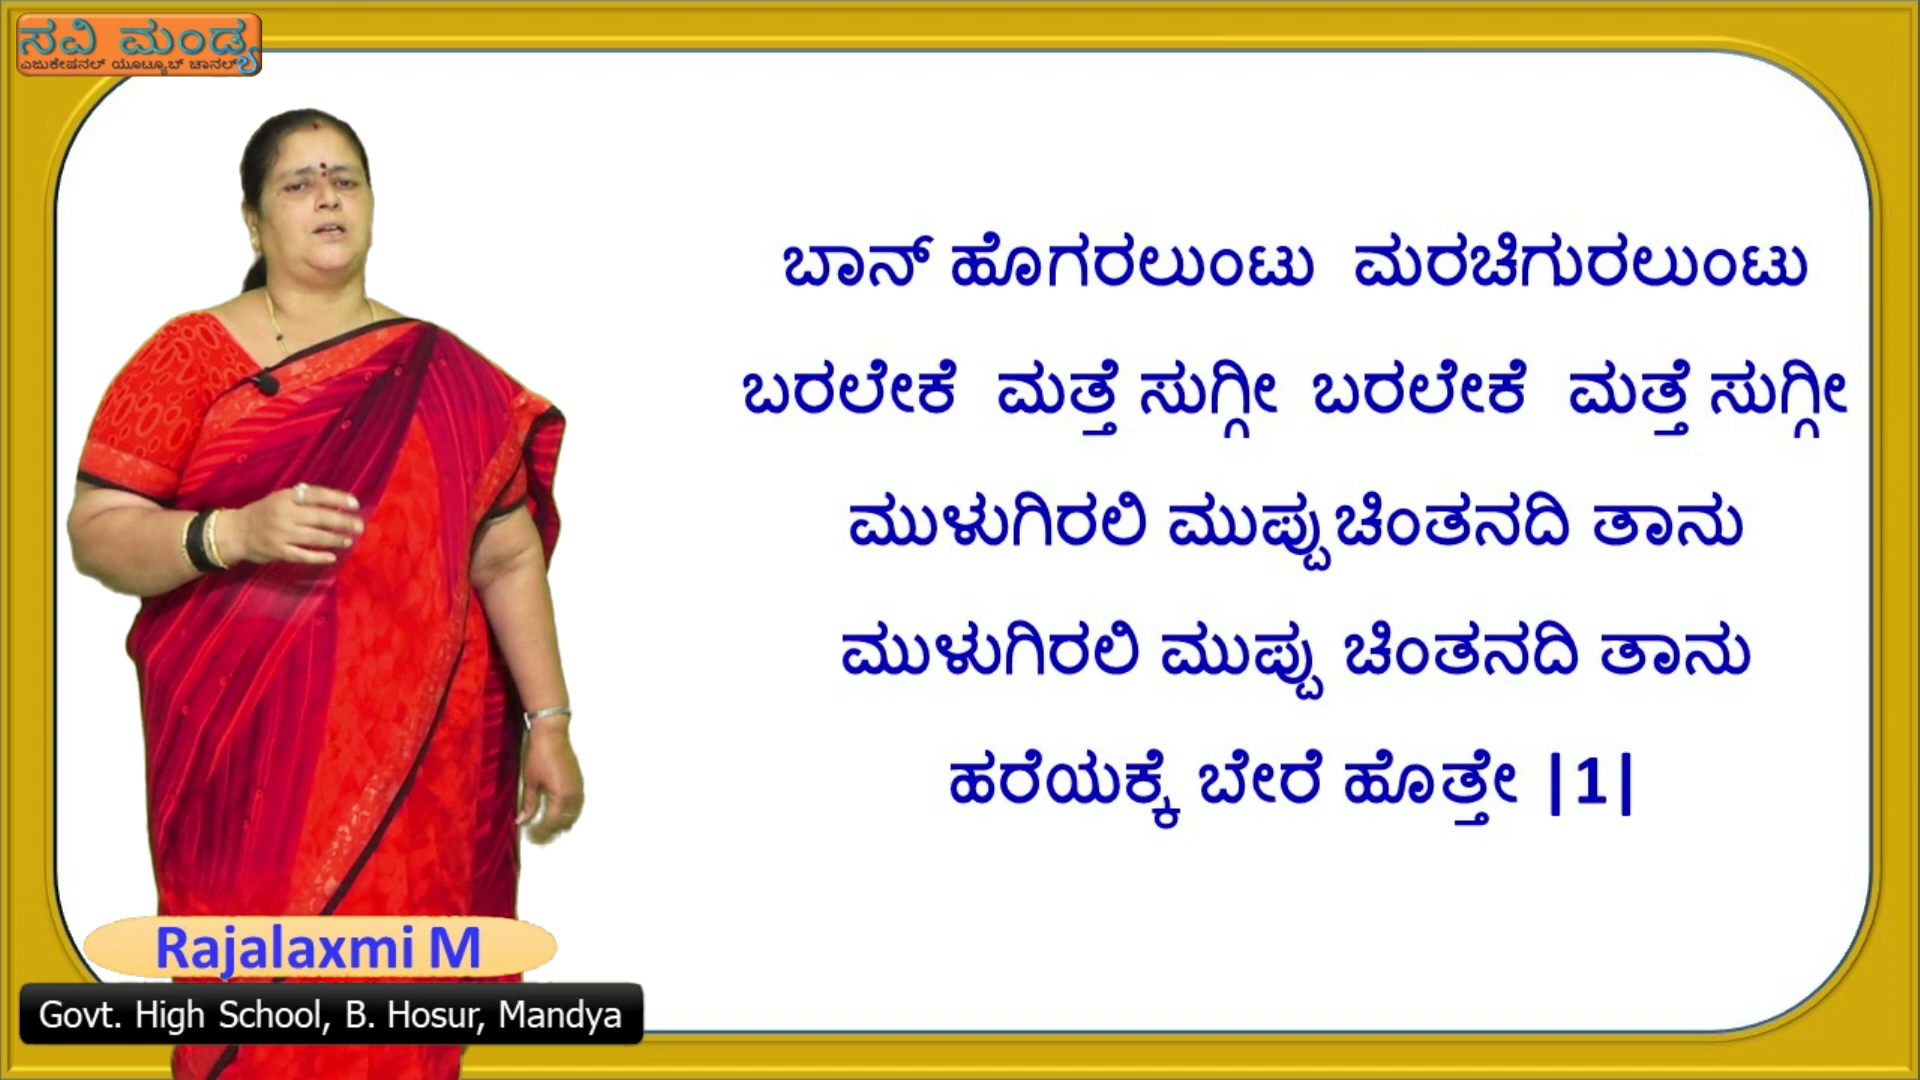 ಸವಿ ಮಂಡ್ಯ
ಎಜುಕೇಷನಲ್ ಯೂಟ್ಯೂಬ್ ಚಾನಲ್
ಬಾನ್ ಹೊಗರಲುಂಟು ಮರಚಿಗುರಲುಂಟು
ಬರಲೇಕೆ ಮತ್ತೆ ಸುಗ್ಗೀ ಬರಲೇಕೆ ಮತ್ತೆ ಸುಗ್ಗೀ
ಮುಳುಗಿರಲಿ ಮುಪ್ಪುಚಿಂತನದಿ ತಾನು
ಮುಳುಗಿರಲಿ ಮುಪ್ಪು ಚಿಂತನದಿ ತಾನು
ಹರೆಯಕ್ಕೆ ಬೇರೆ ಹೊತ್ತೇ |1|
Rajalaxmi M
Govt. High School, B. Hosur, Mandya